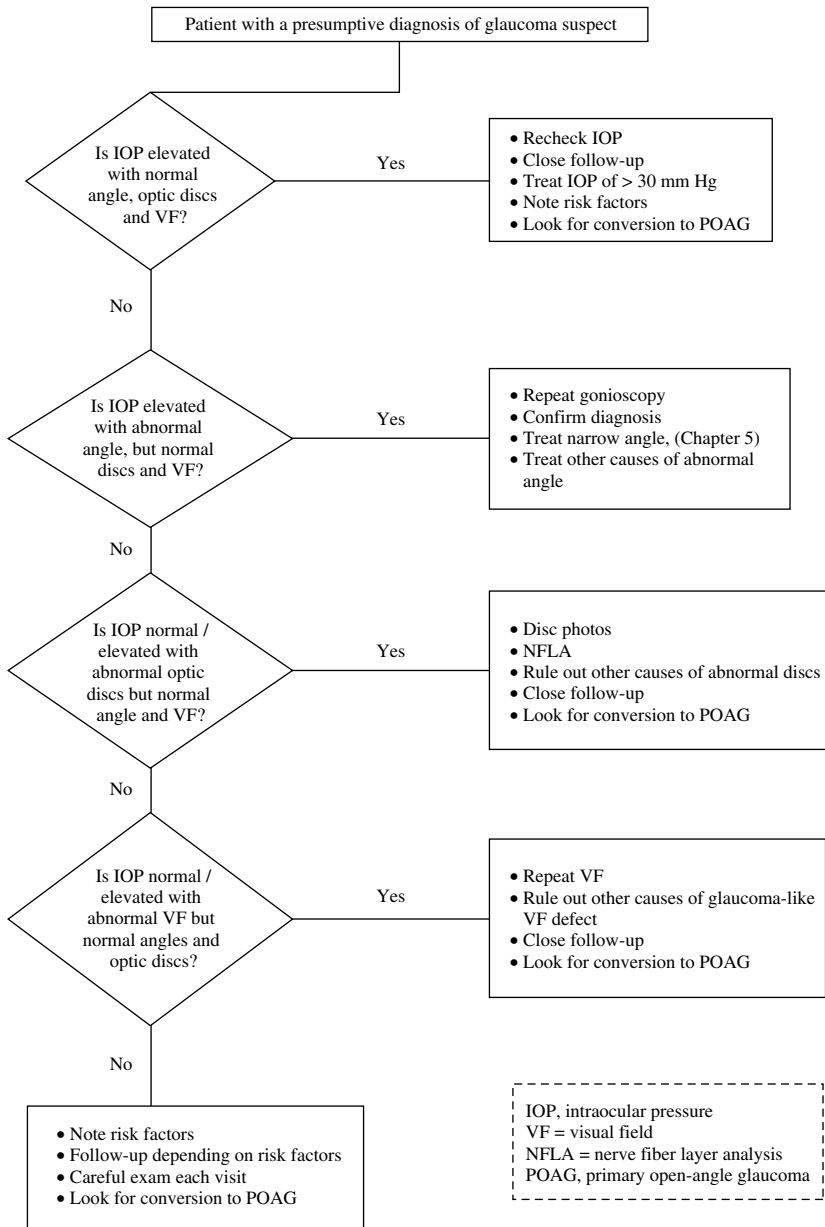 Patient with a presumptive diagnosis of glaucoma suspect
Is IOP elevated
with normal
angle, optic discs
and VF?
Yes
• Recheck IOP
• Close follow-up
• Treat IOP of > 30 mm Hg
• Note risk factors
• Look for conversion to POAG
No
Is IOP elevated
with abnormal
angle, but normal
discs and VF?
Yes
• Repeat gonioscopy
• Confirm diagnosis
• Treat narrow angle, (Chapter 5)
• Treat other causes of abnormal
angle
No
Is IOP normal /
elevated with
abnormal optic
discs but normal
angle and VF?
Yes
• Disc photos
• NFLA
• Rule out other causes of abnormal discs
• Close follow-up
• Look for conversion to POAG
No
Is IOP normal /
elevated with
abnormal VF but
normal angles and
optic discs?
Yes
• Repeat VF
• Rule out other causes of glaucoma-like
VF defect
• Close follow-up
• Look for conversion to POAG
No
• Note risk factors
• Follow-up depending on risk factors
• Careful exam each visit
• Look for conversion to POAG
IOP, intraocular pressure
VF = visual field
NFLA = nerve fiber layer analysis
POAG, primary open-angle glaucoma